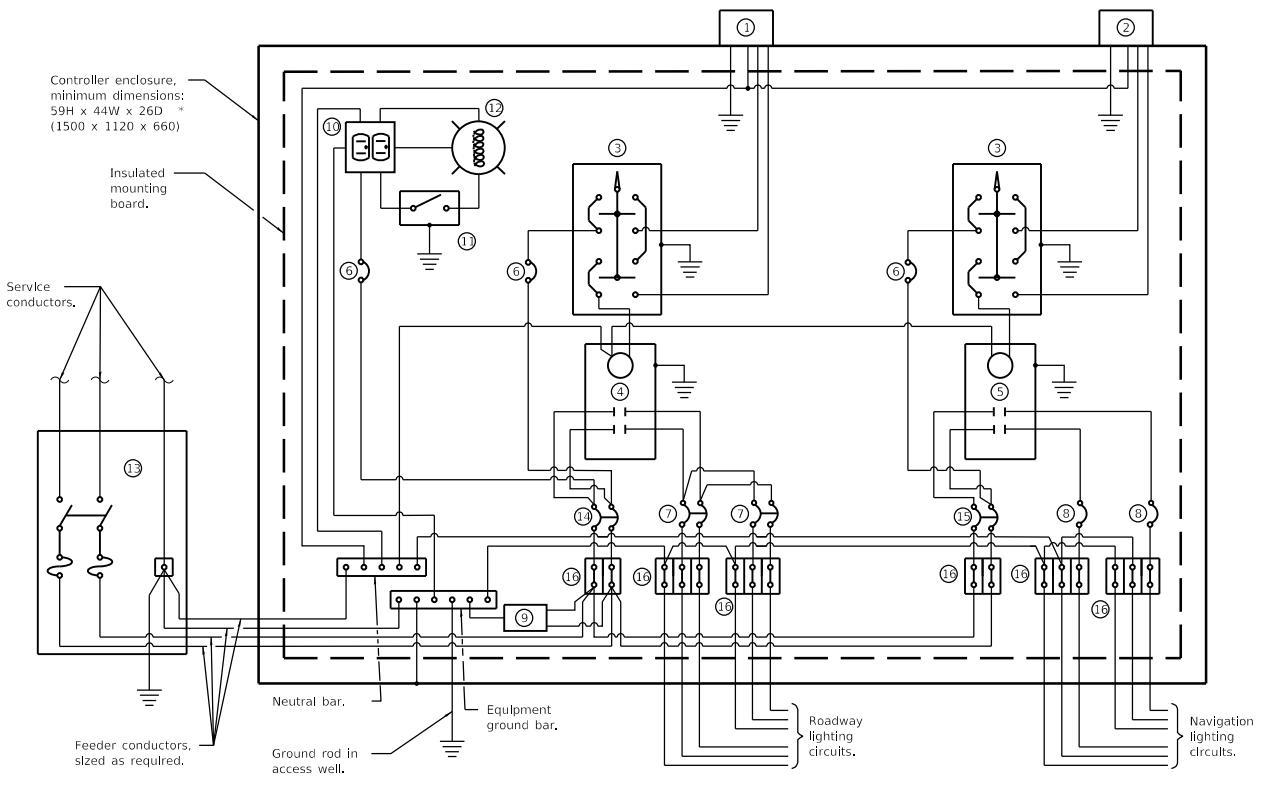 1
2
Controller enclosure,
minimum dimensions:
59H x 44W x 26D *
(1500 x 1120 x 660)
12
10
3
3
Insulated
mounting
board.
11
6
6
6
Service
conductors.
4
5
13
14
7
7
15
8
8
16
16
16
16
16
16
9
Neutral bar.
Equipment
ground bar.
Roadway
lighting
circuits.
Navigation
lighting
circuits.
Feeder conductors,
sized as required.
Ground rod in
access well.